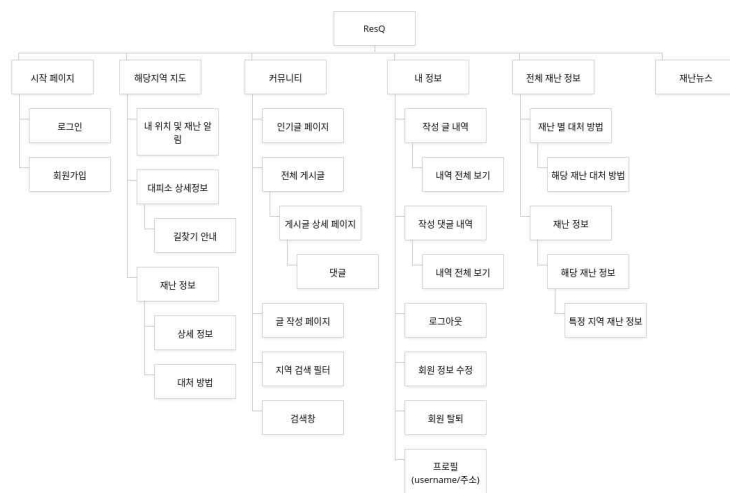 ResQ
시작 페이지
로그인
회원가입
해당지역 지도
내 위치 및 재난 알
림
대피소 상세정보
길찾기 안내
재난 정보
상세 정보
대처 방법
커뮤니티
인기글 페이지
전체 게시글
게시글 상세 페이지
댓글
글 작성 페이지
지역 검색 필터
검색창
내 정보
작성 글 내역
내역 전체 보기
작성 댓글 내역
내역 전체 보기
로그아웃
회원 정보 수정
회원 탈퇴
프로필
(username/주소)
전체 재난 정보
재난 별 대처 방법
해당 재난 대처 방법
재난 정보
해당 재난 정보
특정 지역 재난 정보
재난뉴스